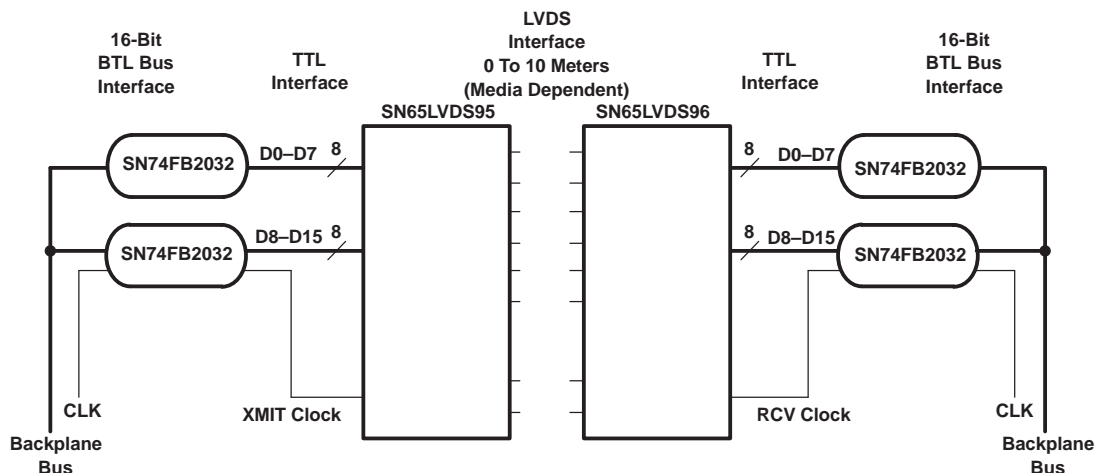 16-Bit
BTL Bus
Interface
TTL
Interface
LVDS
Interface
0 To 10 Meters
(Media Dependent)
TTL
Interface
16-Bit
BTL Bus
Interface
SN65LVDS95
SN65LVDS96
SN74FB2032
D0–D7
8
8
D0–D7
SN74FB2032
SN74FB2032
D8–D15
8
8
D8–D15
SN74FB2032
CLK
XMIT Clock
RCV Clock
CLK
Backplane
Bus
Backplane
Bus